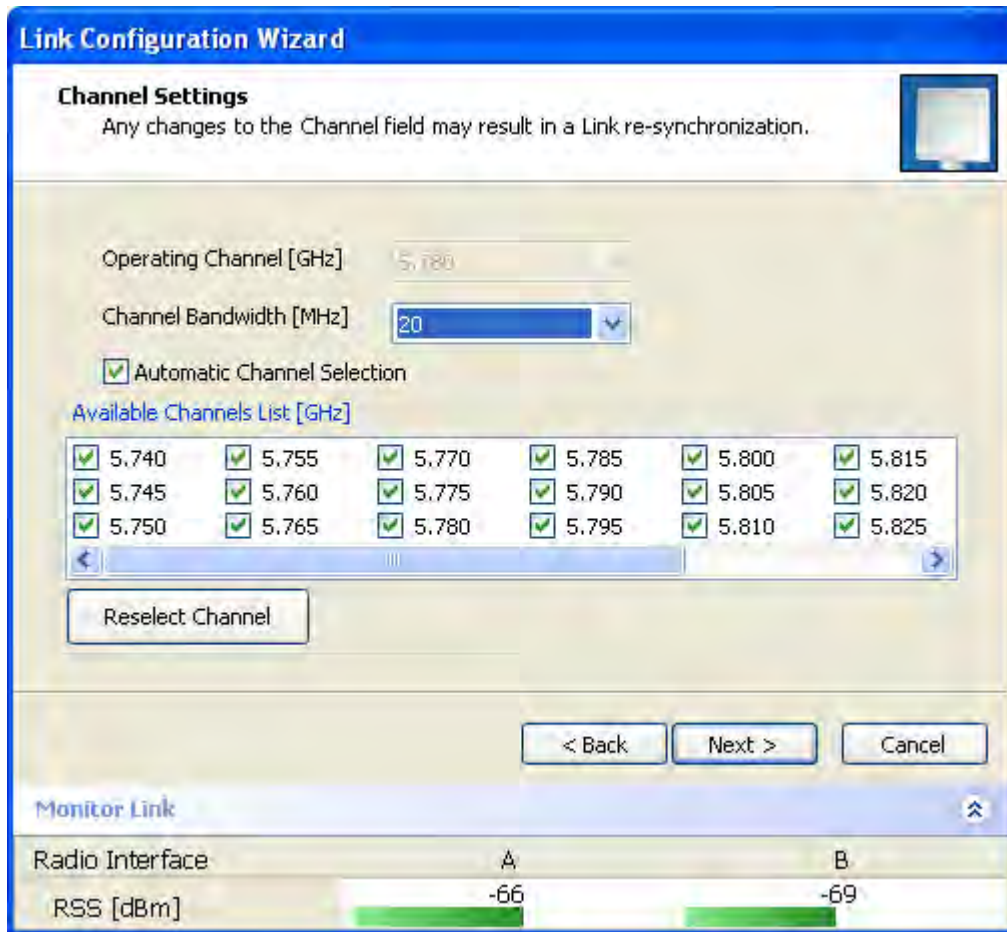 Link Configuration Wizard
Channel Settings
Any changes to the Channel field may result in a Link re-synchronization.
Operating Channel [GHz] 5.780
Channel Bandwidth [MHz] 20
Automatic Channel Selection
Available Channels List [GHz]
5.740 5.755 5.770 5.785 5.800 5.815
5.745 5.760 5.775 5.790 5.805 5.820
5.750 5.765 5.780 5.795 5.810 5.825
Reselect Channel
< Back Next > Cancel
Monitor Link
Radio Interface A B
RSS [dBm] -66 -69